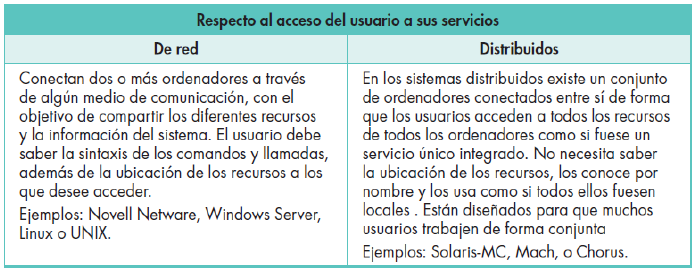 Respecto al acceso del usuario a sus servicios
De red
Conectan dos o más ordenadores a través
de algún medio de comunicación, con el
objetivo de compartir los diferentes recursos
y la información del sistema. El usuario debe
saber la sintaxis de los comandos y llamadas,
además de la ubicación de los recursos a los
que desee acceder.
Ejemplos: Novell Netware, Windows Server,
Linux o UNIX.
Distribuidos
En los sistemas distribuidos existe un conjunto
de ordenadores conectados entre sí de forma
que los usuarios acceden a todos los recursos
de todos los ordenadores como si fuese un
servicio único integrado. No necesita saber
la ubicación de los recursos, los conoce por
nombre y los usa como si todos ellos fuesen
locales . Están diseñados para que muchos
usuarios trabajen de forma conjunta
Ejemplos: Solaris-MC, Mach, o Chorus.